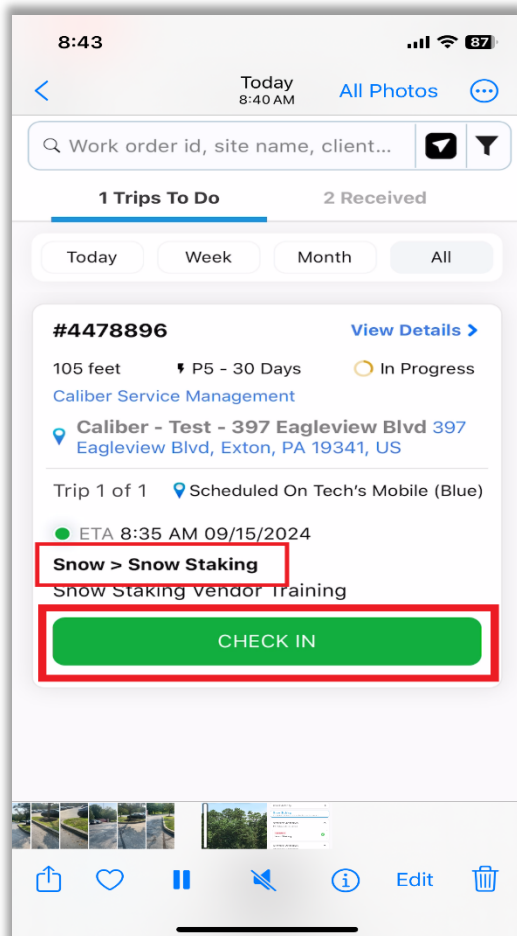 8:43
87
Today
8:40 AM
All Photos
Work order id, site name, client...
1 Trips To Do
2 Received
Today
Week
Month
All
#4478896
View Details
105 feet
P5 - 30 Days
In Progress
Caliber Service Management
Caliber - Test - 397 Eagleview Blvd 397
Eagleview Blvd, Exton, PA 19341, US
Trip 1 of 1
Scheduled On Tech's Mobile (Blue)
ETA 8:35 AM 09/15/2024
Snow > Snow Staking
Snow Staking Vendor Training
CHECK IN
Edit